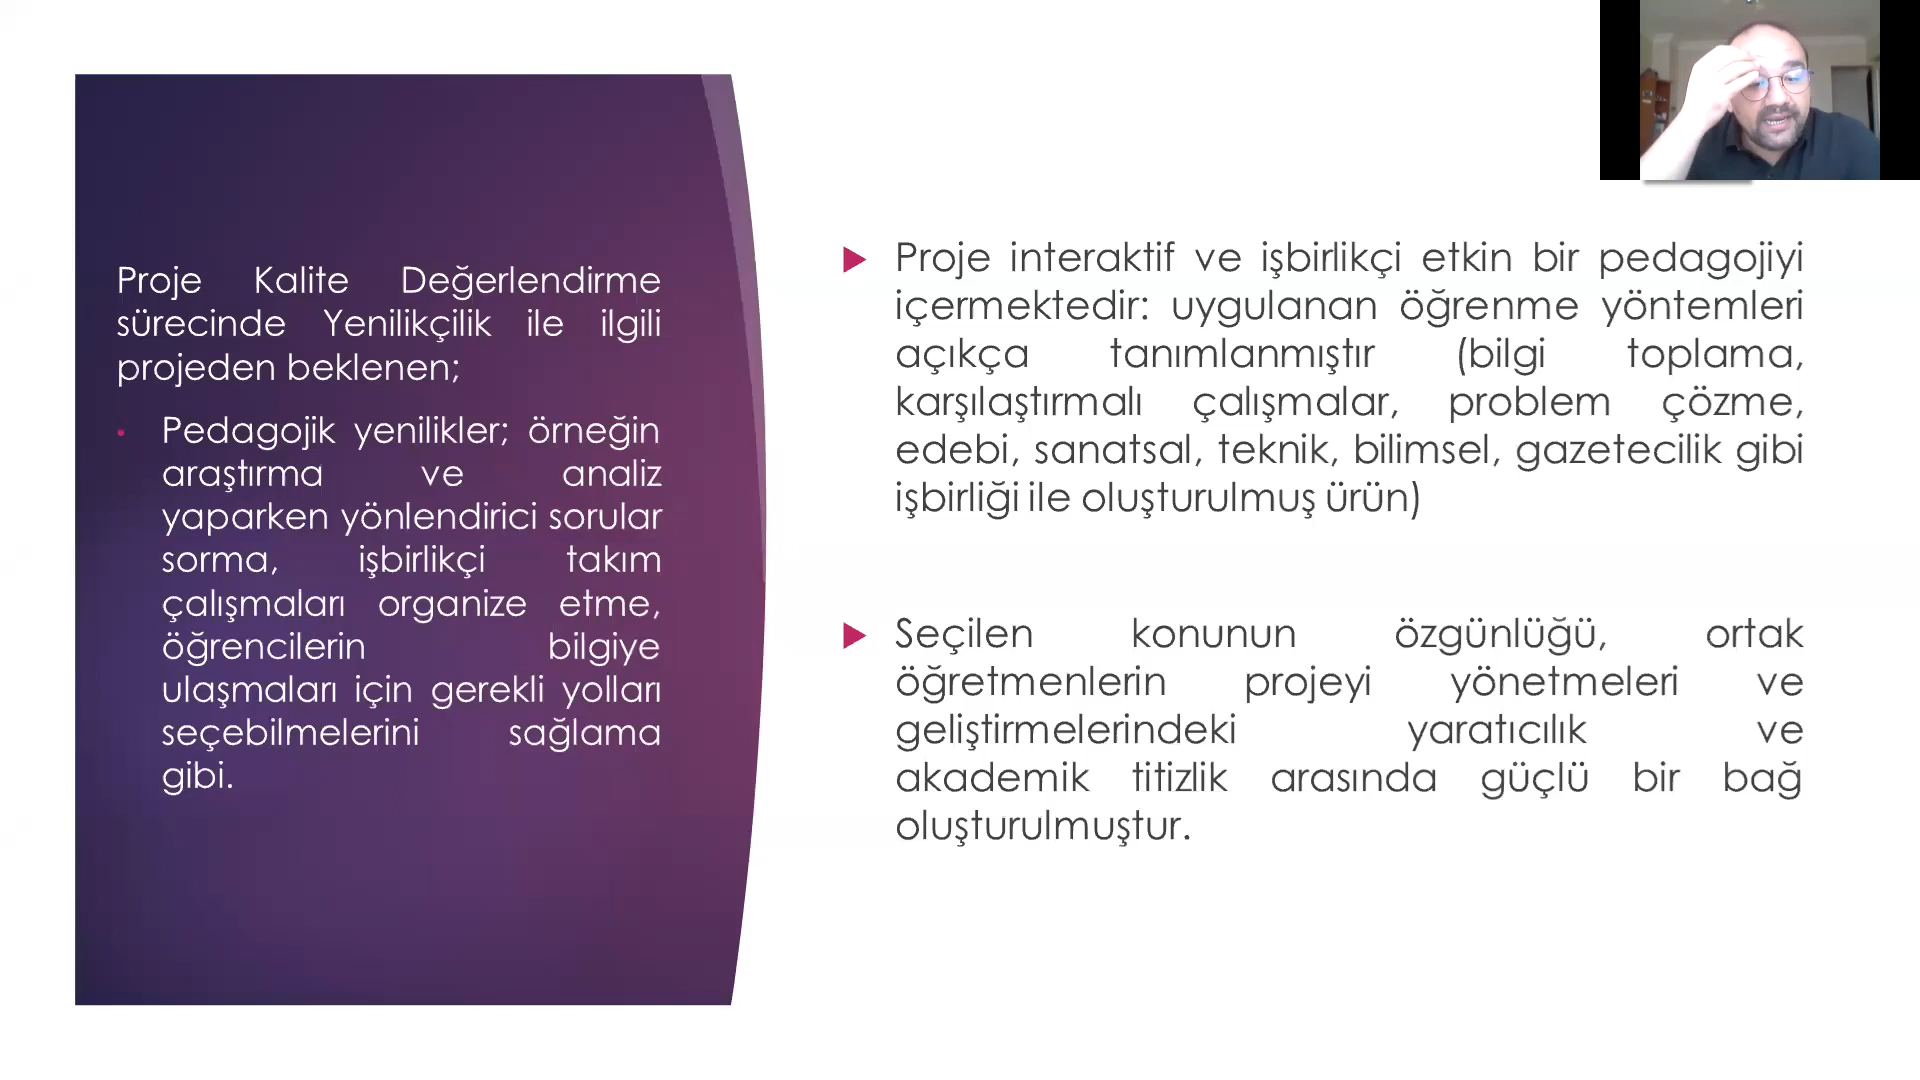 Proje Kalite Değerlendirme
sürecinde Yenilikçilik ile ilgili
projeden beklenen;
• Pedagojik yenilikler; örneğin
araştırma ve analiz
yaparken yönlendirici sorular
sorma, işbirlikçi takım
çalışmaları organize etme,
öğrencilerin bilgiye
ulaşmaları için gerekli yolları
seçebilmelerini sağlama
gibi.
Proje interaktif ve işbirlikçi etkin bir pedagojiyi
içermektedir: uygulanan öğrenme yöntemleri
açıkça tanımlanmıştır (bilgi toplama,
karşılaştırmalı çalışmalar, problem çözme,
edebi, sanatsal, teknik, bilimsel, gazetecilik gibi
işbirliği ile oluşturulmuş ürün)
Seçilen konunun özgünlüğü, ortak
öğretmenlerin projeyi yönetmeleri ve
geliştirmelerindeki yaratıcılık ve
akademik titizlik arasında güçlü bir bağ
oluşturulmuştur.